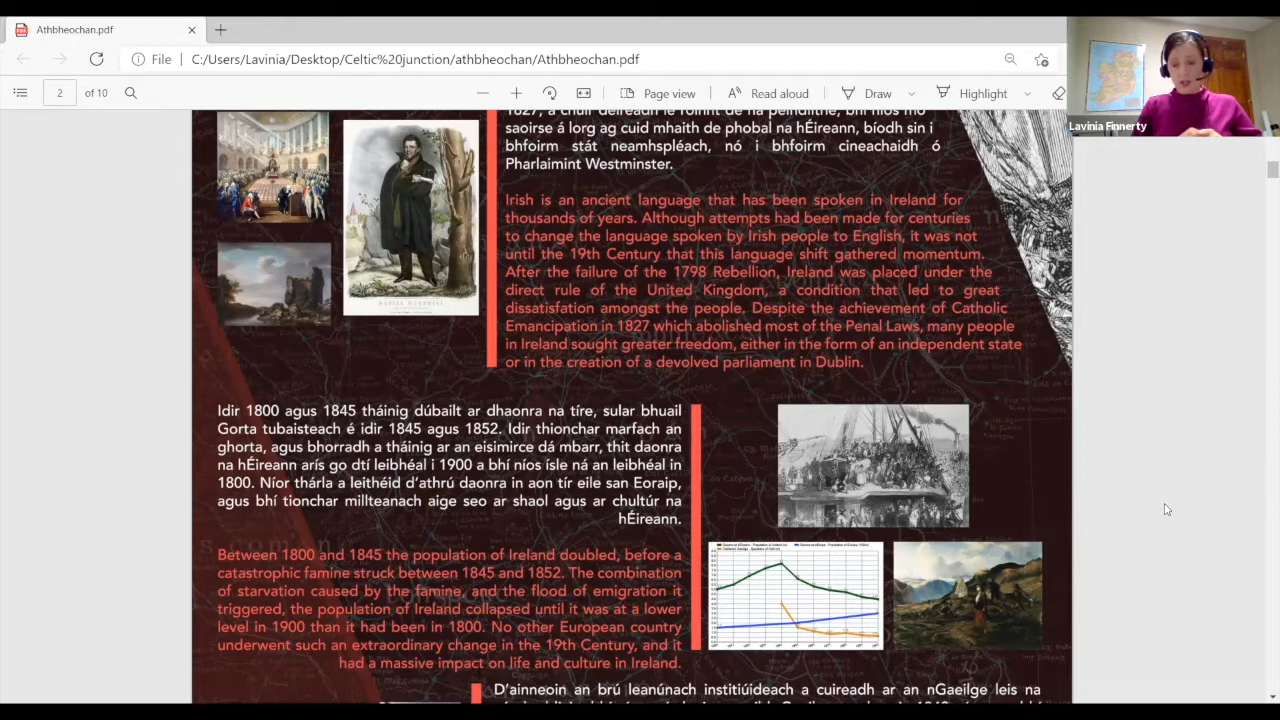 Athbheochan.pdf
File
C:/Users/Lavinia/Desktop/Celtic%20junction/athbheochan/Athbheochan.pdf
2
of 10
Page view
Read aloud
Draw
Highlight
Lavinia Finnerty
1827, a chuir deireadh le roinnt de na péindlithe, bhí níos mó
saoirse á lorg ag cuid mhaith de phobal na hÉireann, bíodh sin i
bhfoirm stát neamhspléach, nó i bhfoirm cineachaidh ó
Pharlaimint Westminster.
Irish is an ancient language that has been spoken in Ireland for
thousands of years. Although attempts had been made for centuries
to change the language spoken by Irish people to English, it was not
until the 19th Century that this language shift gathered momentum.
After the failure of the 1798 Rebellion, Ireland was placed under the
direct rule of the United Kingdom, a condition that led to great
dissatisfation amongst the people. Despite the achievement of Catholic
Emancipation in 1827 which abolished most of the Penal Laws, many people
in Ireland sought greater freedom, either in the form of an independent state
or in the creation of a devolved parliament in Dublin.
Idir 1800 agus 1845 tháinig dúbailt ar dhaonra na tíre, sular bhuail
Gorta tubaisteach é idir 1845 agus 1852. Idir thionchar marfach an
ghorta, agus bhorradh a tháinig ar an eisimirce dá mbarr, thit daonra
na hÉireann arís go dtí leibhéal i 1900 a bhí níos ísle ná an leibhéal in
1800. Níor thárla a leithéid d'athrú daonra in aon tír eile san Eoraip,
agus bhí tionchar millteanach aige seo ar shaol agus ar chultúr na
hÉireann.
Between 1800 and 1845 the population of Ireland doubled, before a
catastrophic famine struck between 1845 and 1852. The combination
of starvation caused by the famine, and the flood of emigration it
triggered, the population of Ireland collapsed until it was at a lower
level in 1900 than it had been in 1800. No other European country
underwent such an extraordinary change in the 19th Century, and it
had a massive impact on life and culture in Ireland.
D'ainneoin an brú leanúnach institiúideach a cuireadh ar an nGaeilge leis na